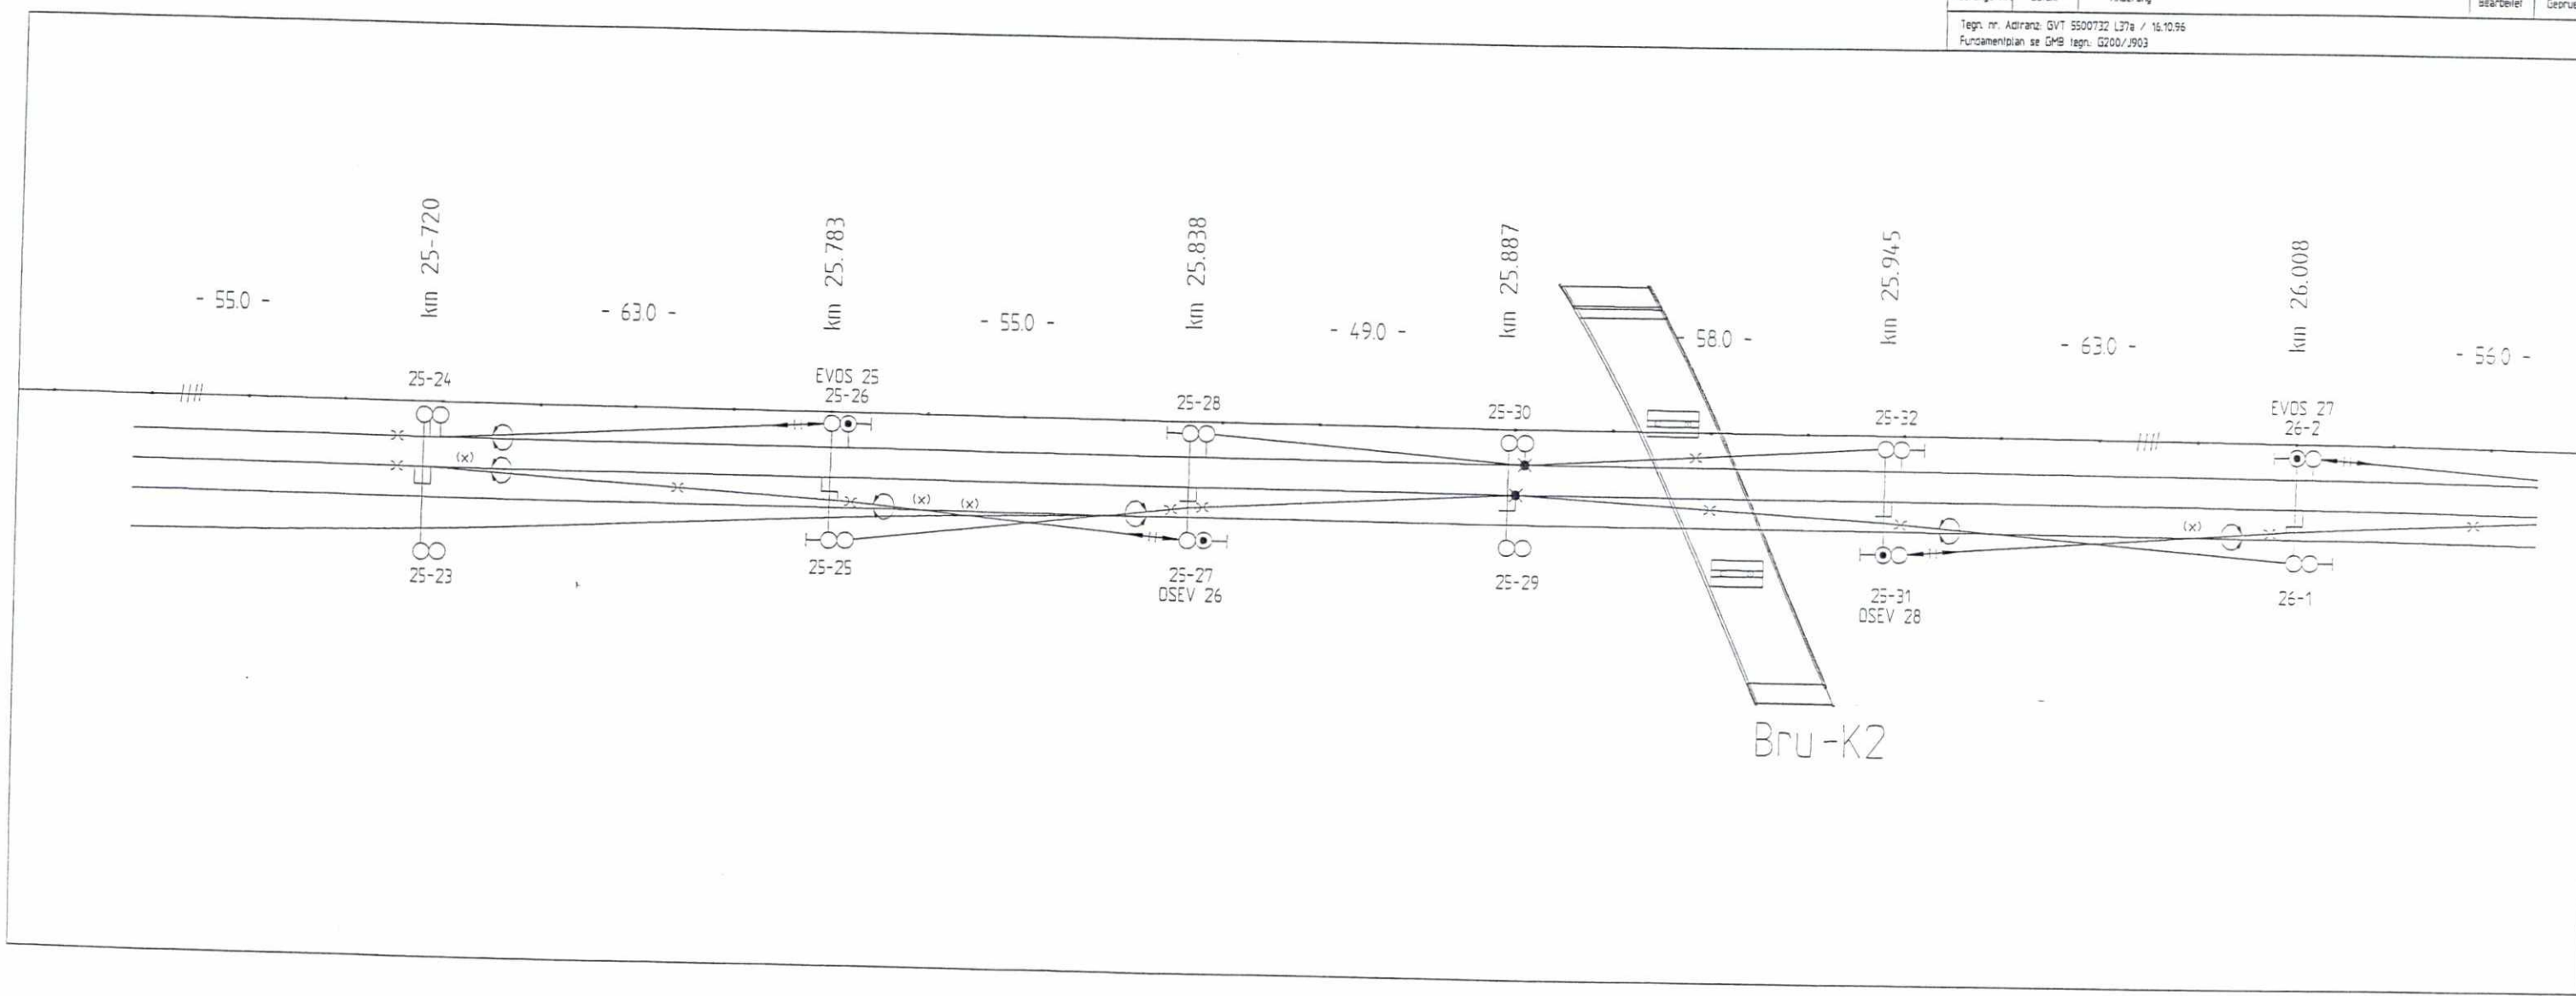 Bearbeitet
Tegn. nr. Adtranz: GVT 5500732 L37a / 16.10.96
Fundamentplan se GMB tegn.: G200/J903
km 25-720
km 25.783
km 25.838
km 25.887
km 25.945
km 26.008
- 55.0 -
- 63.0 -
- 55.0 -
- 49.0 -
- 58.0 -
- 63.0 -
- 56.0 -
25-24
EVOS 25
25-26
25-28
25-30
25-32
EVOS 27
26-2
(x)
(x)
(x)
(x)
25-23
25-25
25-27
OSEV 26
25-29
25-31
OSEV 28
26-1
Bru-K2